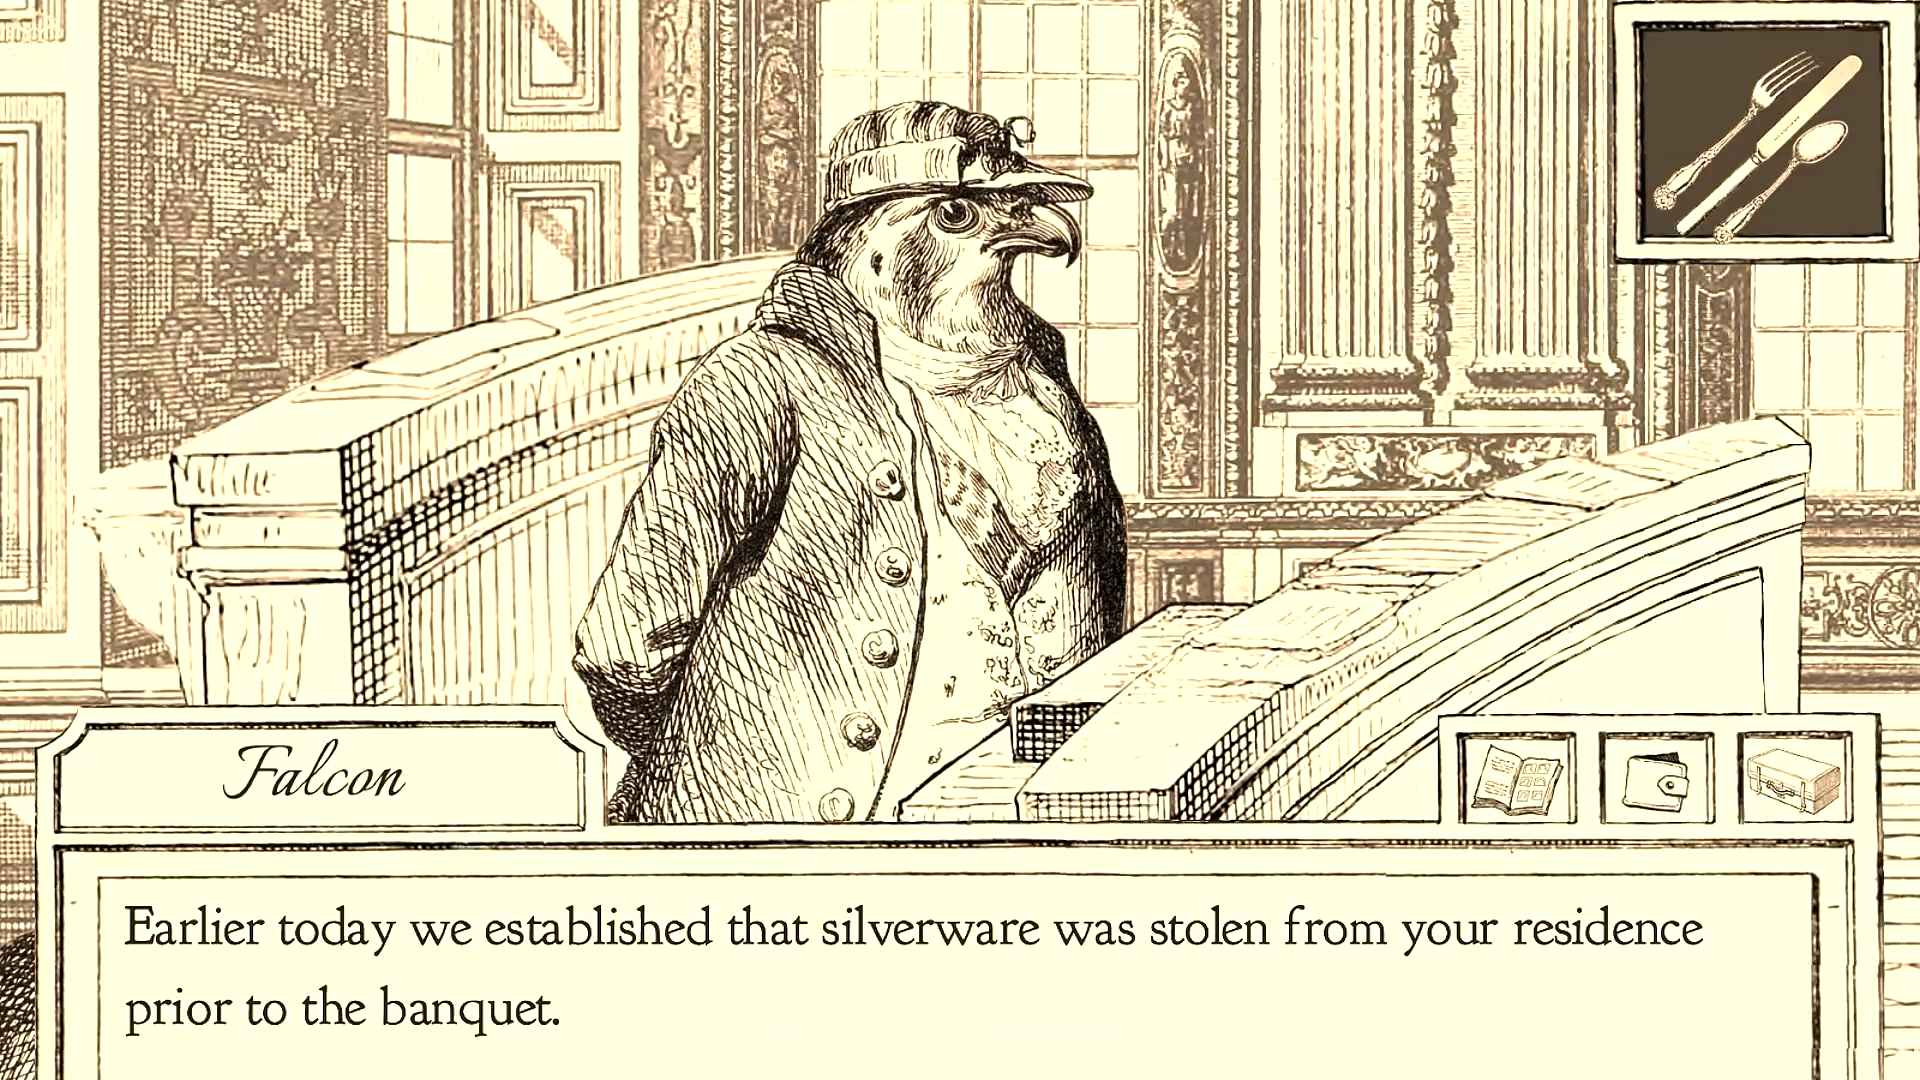 Falcon
Earlier today we established that silverware was stolen from your residence
prior to the banquet.